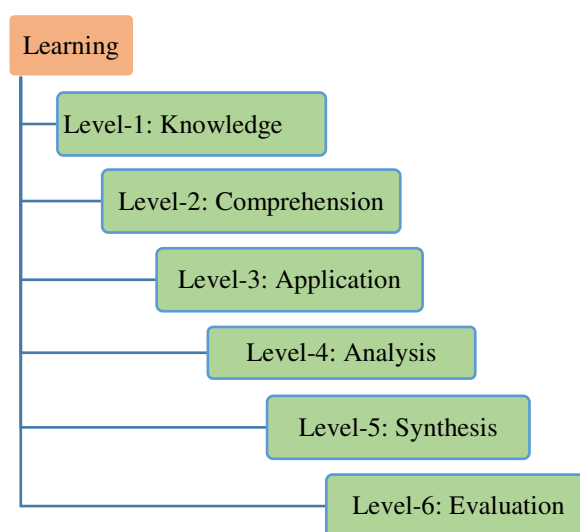 Learning
Level-1: Knowledge
Level-2: Comprehension
Level-3: Application
Level-4: Analysis
Level-5: Synthesis
Level-6: Evaluation